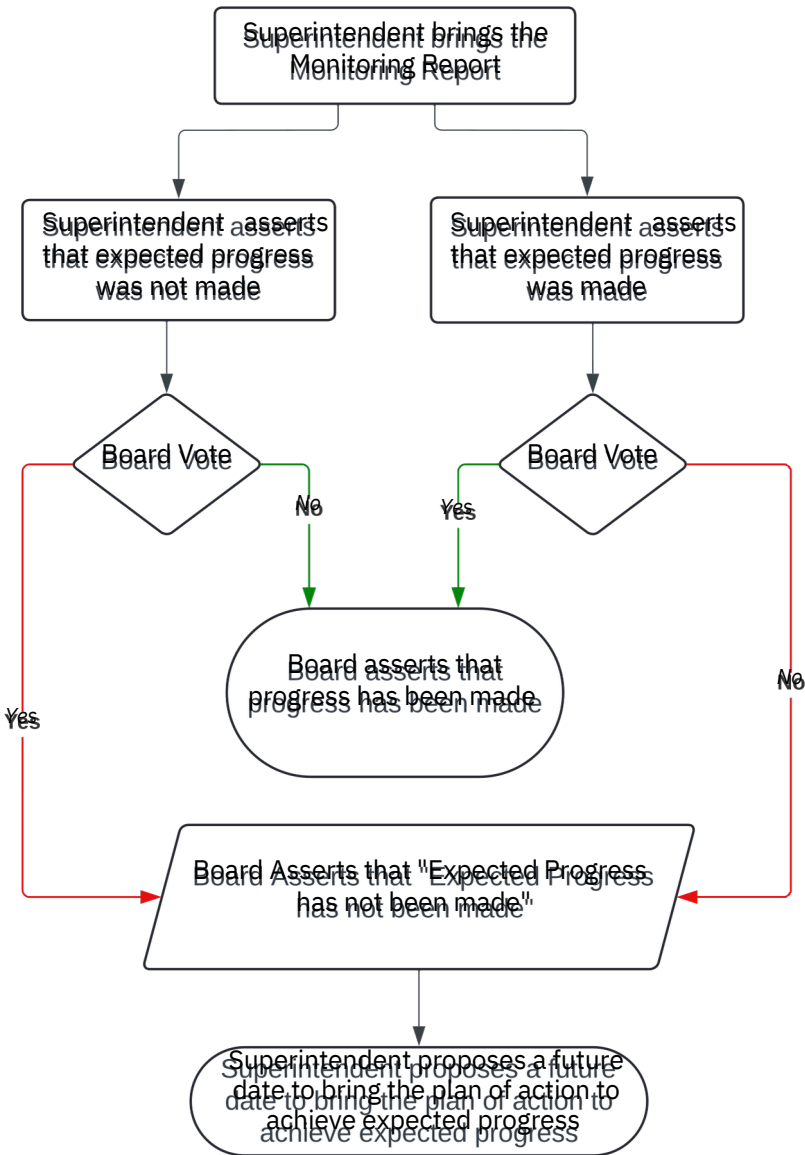 Superintendent brings the
Monitoring Report
Superintendent asserts
that expected progress
was not made
Superintendent asserts
that expected progress
was made
Board Vote
Board Vote
No
Yes
Board asserts that
progress has been made
No
Yes
Board Asserts that "Expected Progress
has not been made"
Superintendent proposes a future
date to bring the plan of action to
achieve expected progress